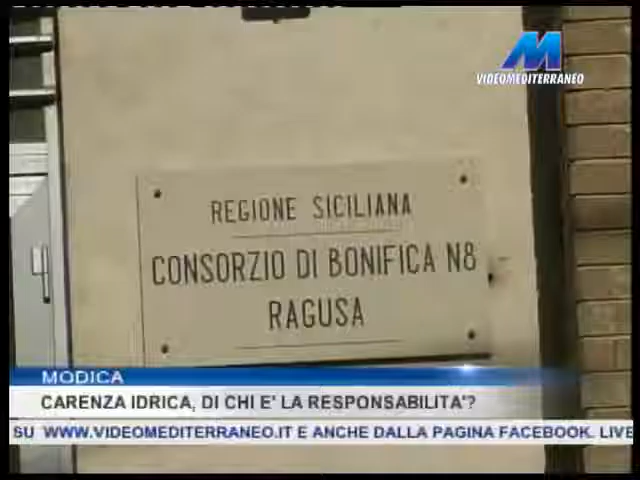 M
VIDEOMEDITERRANEO
REGIONE SICILIANA
CONSORZIO DI BONIFICA N8
RAGUSA
MODICA
CARENZA IDRICA, DI CHI E' LA RESPONSABILITA'?
SU WWW.VIDEOMEDITERRANEO.IT E ANCHE DALLA PAGINA FACEBOOK. LIVE